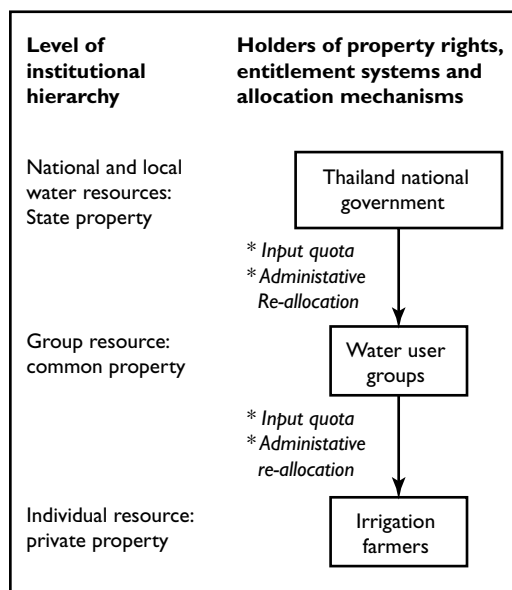 Level of
institutional
hierarchy
Holders of property rights,
entitlement systems and
allocation mechanisms
National and local
water resources:
State property
Thailand national
government
* Input quota
* Administative
Re-allocation
Group resource:
common property
Water user
groups
* Input quota
* Administative
re-allocation
Individual resource:
private property
Irrigation
farmers